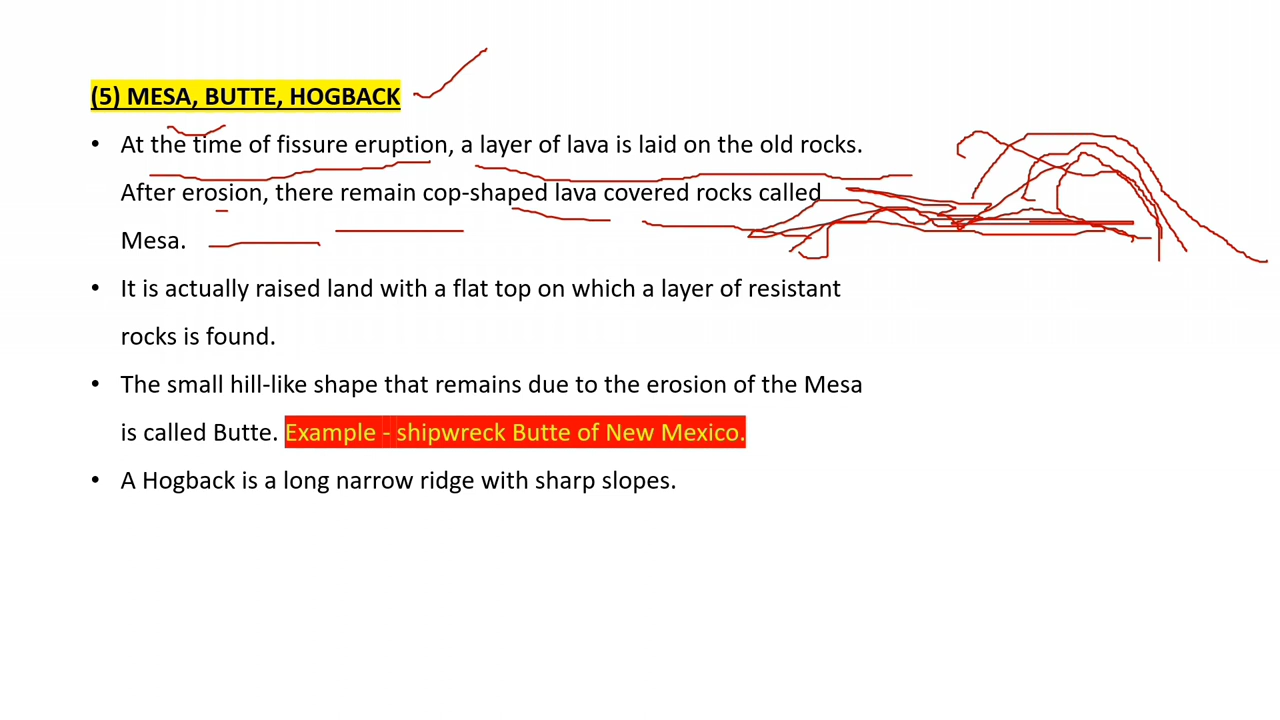 (5) MESA, BUTTE, HOGBACK
• At the time of fissure eruption, a layer of lava is laid on the old rocks.
After erosion, there remain cop-shaped lava covered rocks called
Mesa.
• It is actually raised land with a flat top on which a layer of resistant
rocks is found.
• The small hill-like shape that remains due to the erosion of the Mesa
is called Butte. Example - shipwreck Butte of New Mexico.
• A Hogback is a long narrow ridge with sharp slopes.